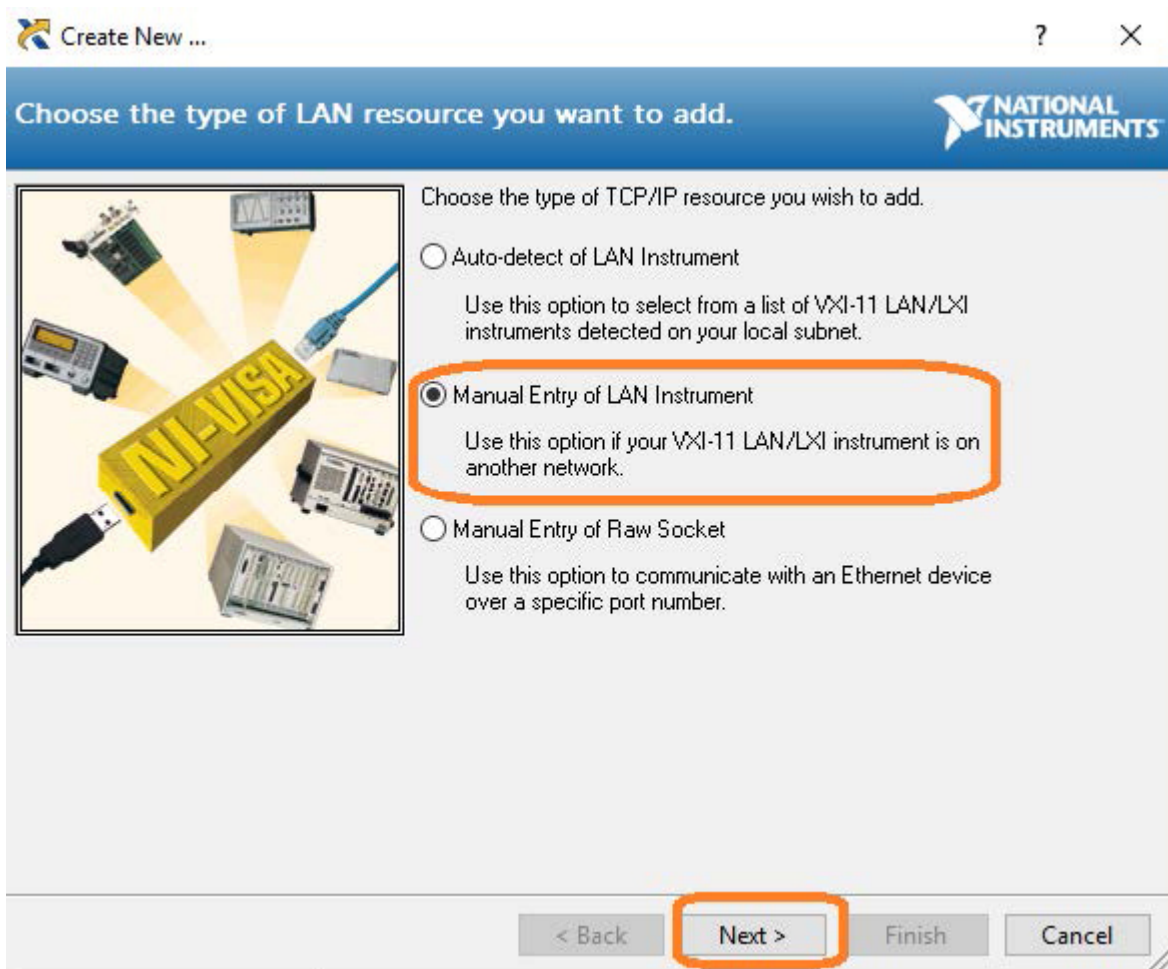 Create New ...
?
Choose the type of LAN resource you want to add.
NATIONAL
INSTRUMENTS
Choose the type of TCP/IP resource you wish to add.
Auto-detect of LAN Instrument
Use this option to select from a list of VXI-11 LAN/LXI
instruments detected on your local subnet.
Manual Entry of LAN Instrument
Use this option if your VXI-11 LAN/LXI instrument is on
another network.
Manual Entry of Raw Socket
Use this option to communicate with an Ethernet device
over a specific port number.
NI-VISA
< Back
Next >
Finish
Cancel